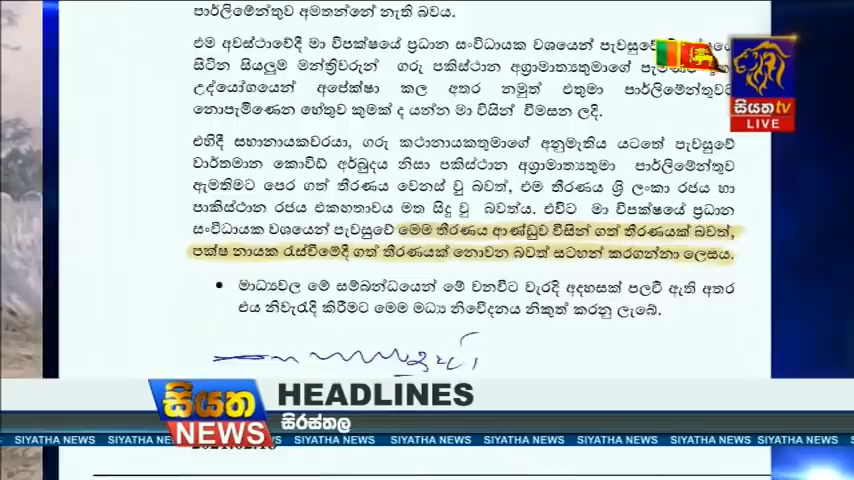 පාර්ලිමේන්තුව අමතන්නේ නැති බවය.
එම අවස්ථාවේදී මා විපක්ෂයේ ප්‍රධාන සංවිධායක වශයෙන් පැවසුවේ
සිටින සියලුම මන්ත්‍රීවරුන් ගරු පකිස්ථාන අග්‍රාමාත්‍යතුමාගේ
උද්යෝගයෙන් අපේක්ෂා කල අතර නමුත් එතුමා පාර්ලිමේන්තුවට
නොපැමිණෙන හේතුව කුමක් ද යන්න මා විසින් විමසන ලදි.
එහිදී සභානායකවරයා, ගරු කථානායකතුමාගේ අනුමැතිය යටතේ පැවසුවේ
වාර්තමාන කොවිඩ් අර්බුදය නිසා පකිස්ථාන අග්‍රාමාත්‍යතුමා පාර්ලිමේන්තුව
ඇමතිමට පෙර ගත් තීරණය වෙනස් වූ බවත්, එම තීරණය ශ්‍රී ලංකා රජය හා
පාකිස්ථාන රජය එකඟතාවය මත සිදු වු බවත්ය. එවිට මා විපක්ෂයේ ප්‍රධාන
සංවිධායක වශයෙන් පැවසුවේ මෙම තීරණය ආණ්ඩුව විසින් ගත් තීරණයක් බවත්,
පක්ෂ නායක රැස්වීමේදී ගත් තීරණයක් නොවන බවත් සටහන් කරගන්නා ලෙසය.
• මාධ්‍යවල මේ සම්බන්ධයෙන් මේ වනවිට වැරදි අදහසක් පලවී ඇති අතර
එය නිවැරැදි කිරීමට මෙම මධ්‍ය නිවේදනය නිකුත් කරනු ලැබේ.
සියත tv
LIVE
සියත
NEWS
HEADLINES
සිරස්තල
SIYATHA NEWS SIYATHA NEWS SIYATHA NEWS SIYATHA NEWS SIYATHA NEWS SIYATHA NEWS SIYATHA NEWS SIYATHA NEWS